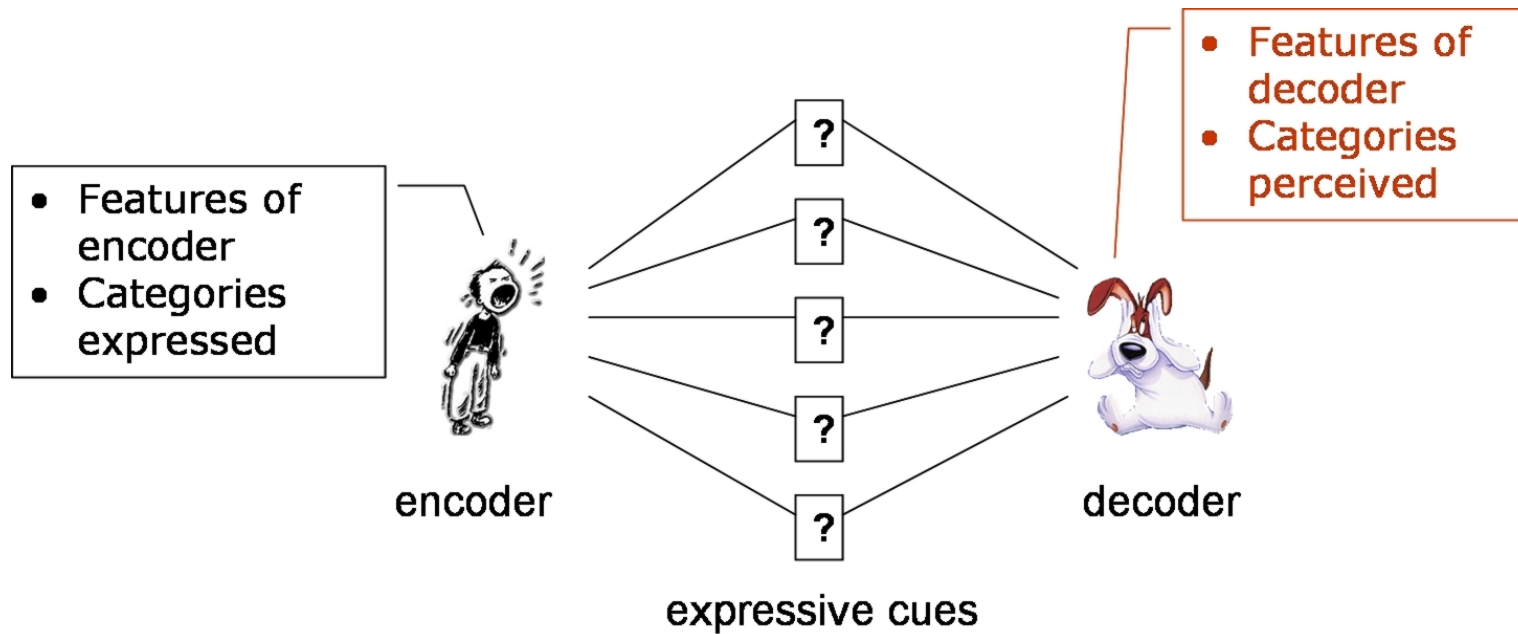 • Features of
encoder
• Categories
expressed
encoder
?
?
?
?
?
expressive cues
• Features of
decoder
• Categories
perceived
decoder